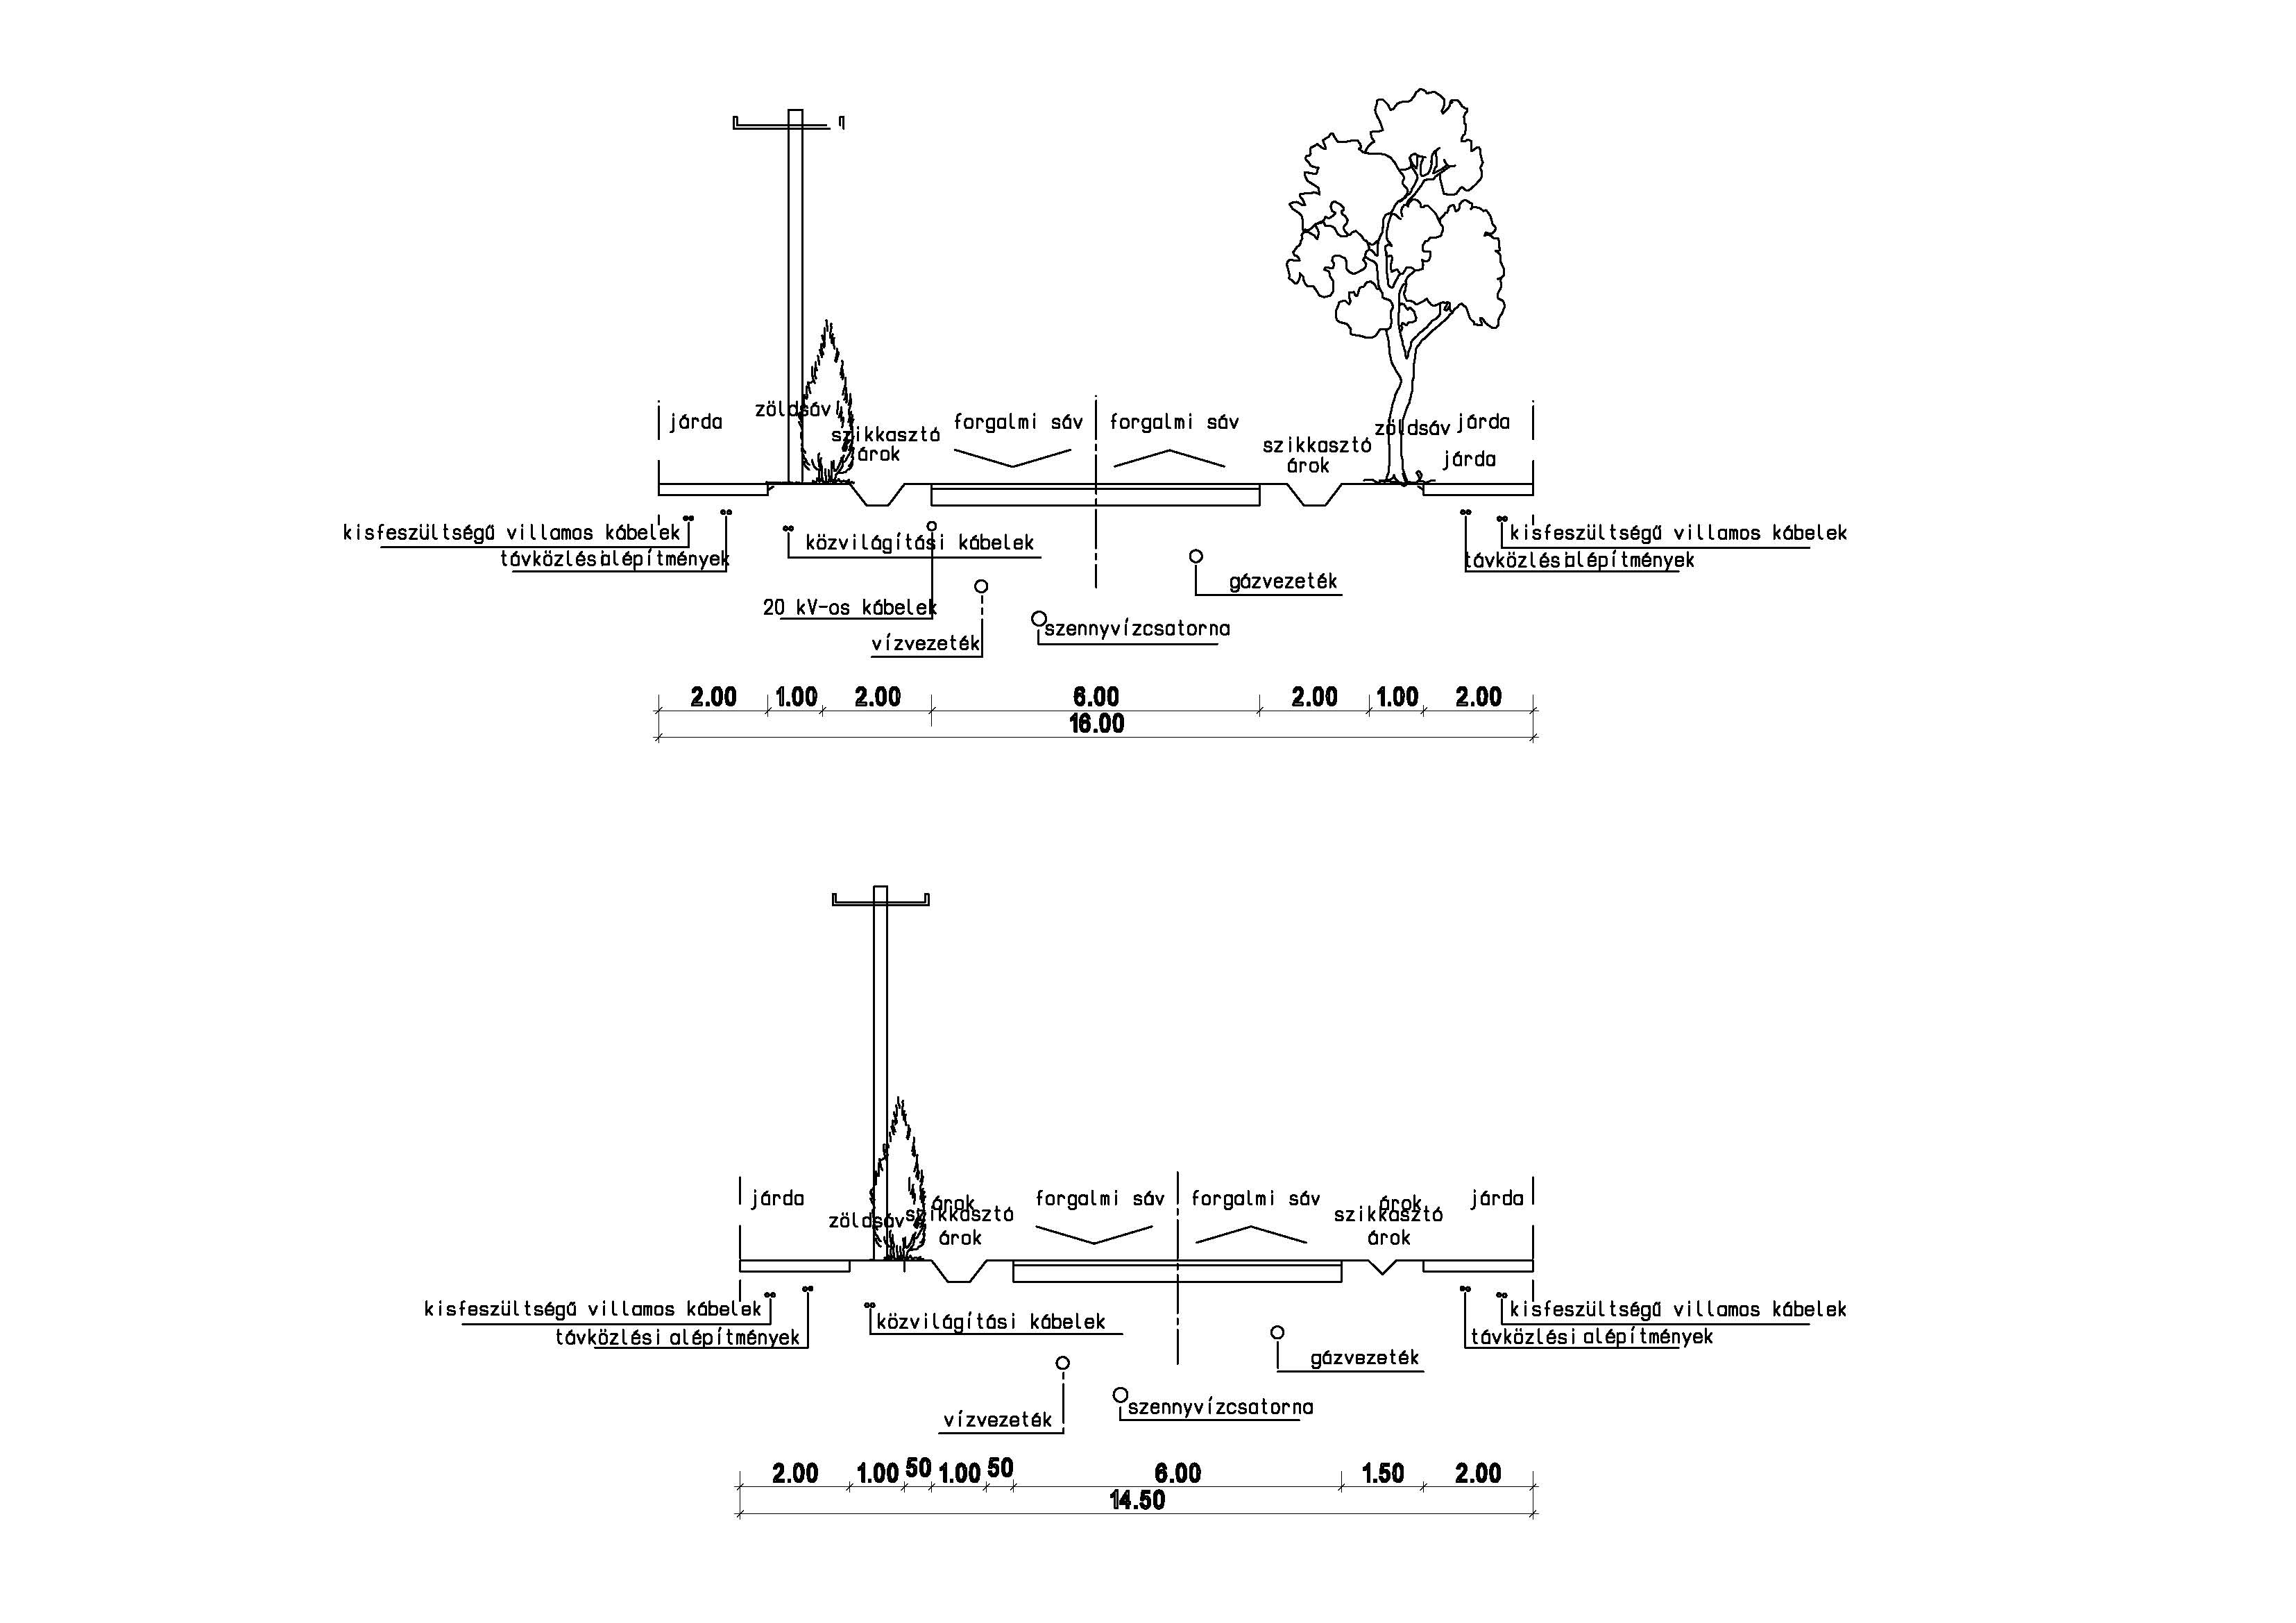 járda
zöldsáv
szikkasztó
árok
forgalmi sáv
forgalmi sáv
szikkasztó
árok
zöldsáv
járda
járda
kisfeszültségű villamos kábelek
távközlési alépítmények
közvilágítási kábelek
20 kV-os kábelek
vízvezeték
szennyvízcsatorna
gázvezeték
kisfeszültségű villamos kábelek
távközlési alépítmények
2.00 1.00 2.00 6.00 2.00 1.00 2.00
16.00
járda
zöldsáv
árok
szikkasztó
árok
forgalmi sáv
forgalmi sáv
árok
szikkasztó
árok
járda
kisfeszültségű villamos kábelek
távközlési alépítmények
közvilágítási kábelek
vízvezeték
szennyvízcsatorna
gázvezeték
kisfeszültségű villamos kábelek
távközlési alépítmények
2.00 1.00 50 1.00 50 6.00 1.50 2.00
14.50